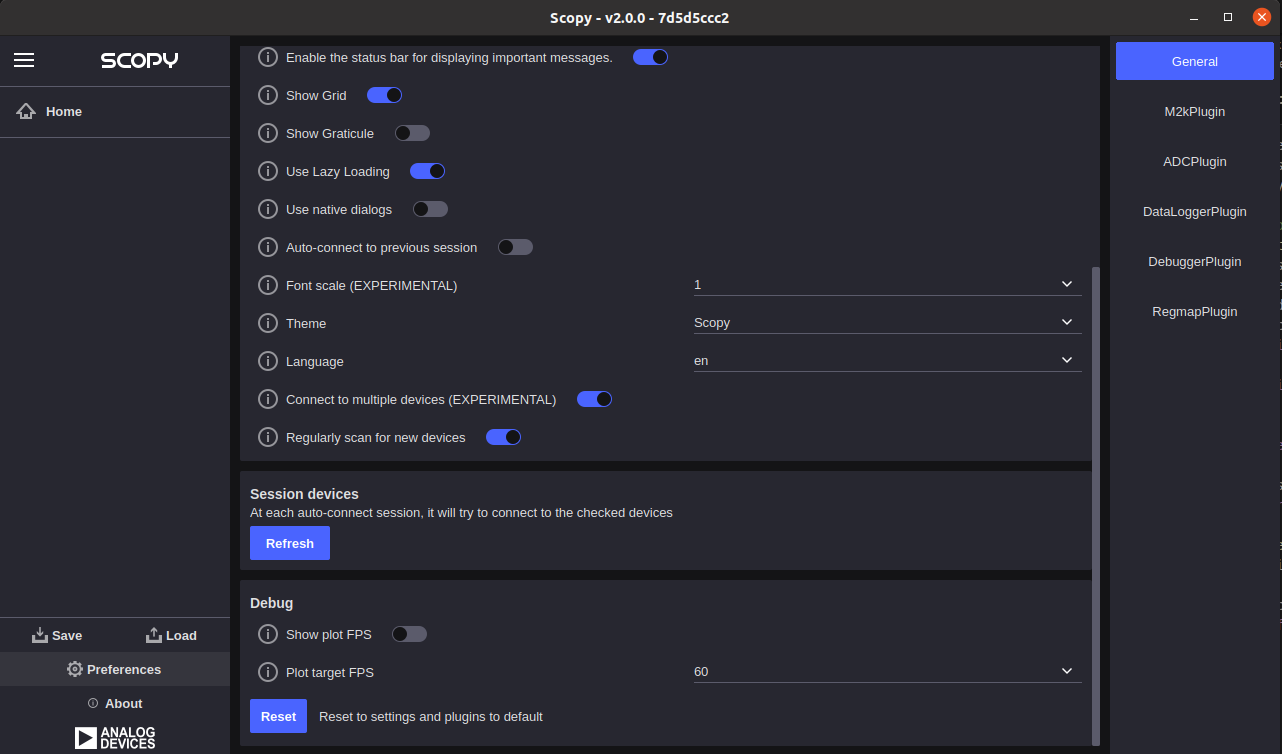 Scopy - v2.0.0 - 7d5d5ccc2
SCOPY
Home
Save
Load
Preferences
About
ANALOG
DEVICES
Enable the status bar for displaying important messages.
Show Grid
Show Graticule
Use Lazy Loading
Use native dialogs
Auto-connect to previous session
Font scale (EXPERIMENTAL)
1
Theme
Scopy
Language
en
Connect to multiple devices (EXPERIMENTAL)
Regularly scan for new devices
Session devices
At each auto-connect session, it will try to connect to the checked devices
Refresh
Debug
Show plot FPS
Plot target FPS
60
Reset
Reset to settings and plugins to default
General
M2kPlugin
ADCPlugin
DataLoggerPlugin
DebuggerPlugin
RegmapPlugin